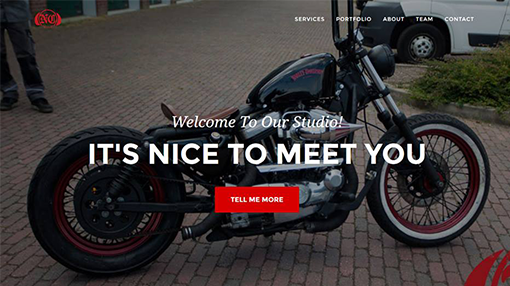 SERVICES PORTFOLIO ABOUT TEAM CONTACT
Welcome To Our Studio!
IT'S NICE TO MEET YOU
TELL ME MORE